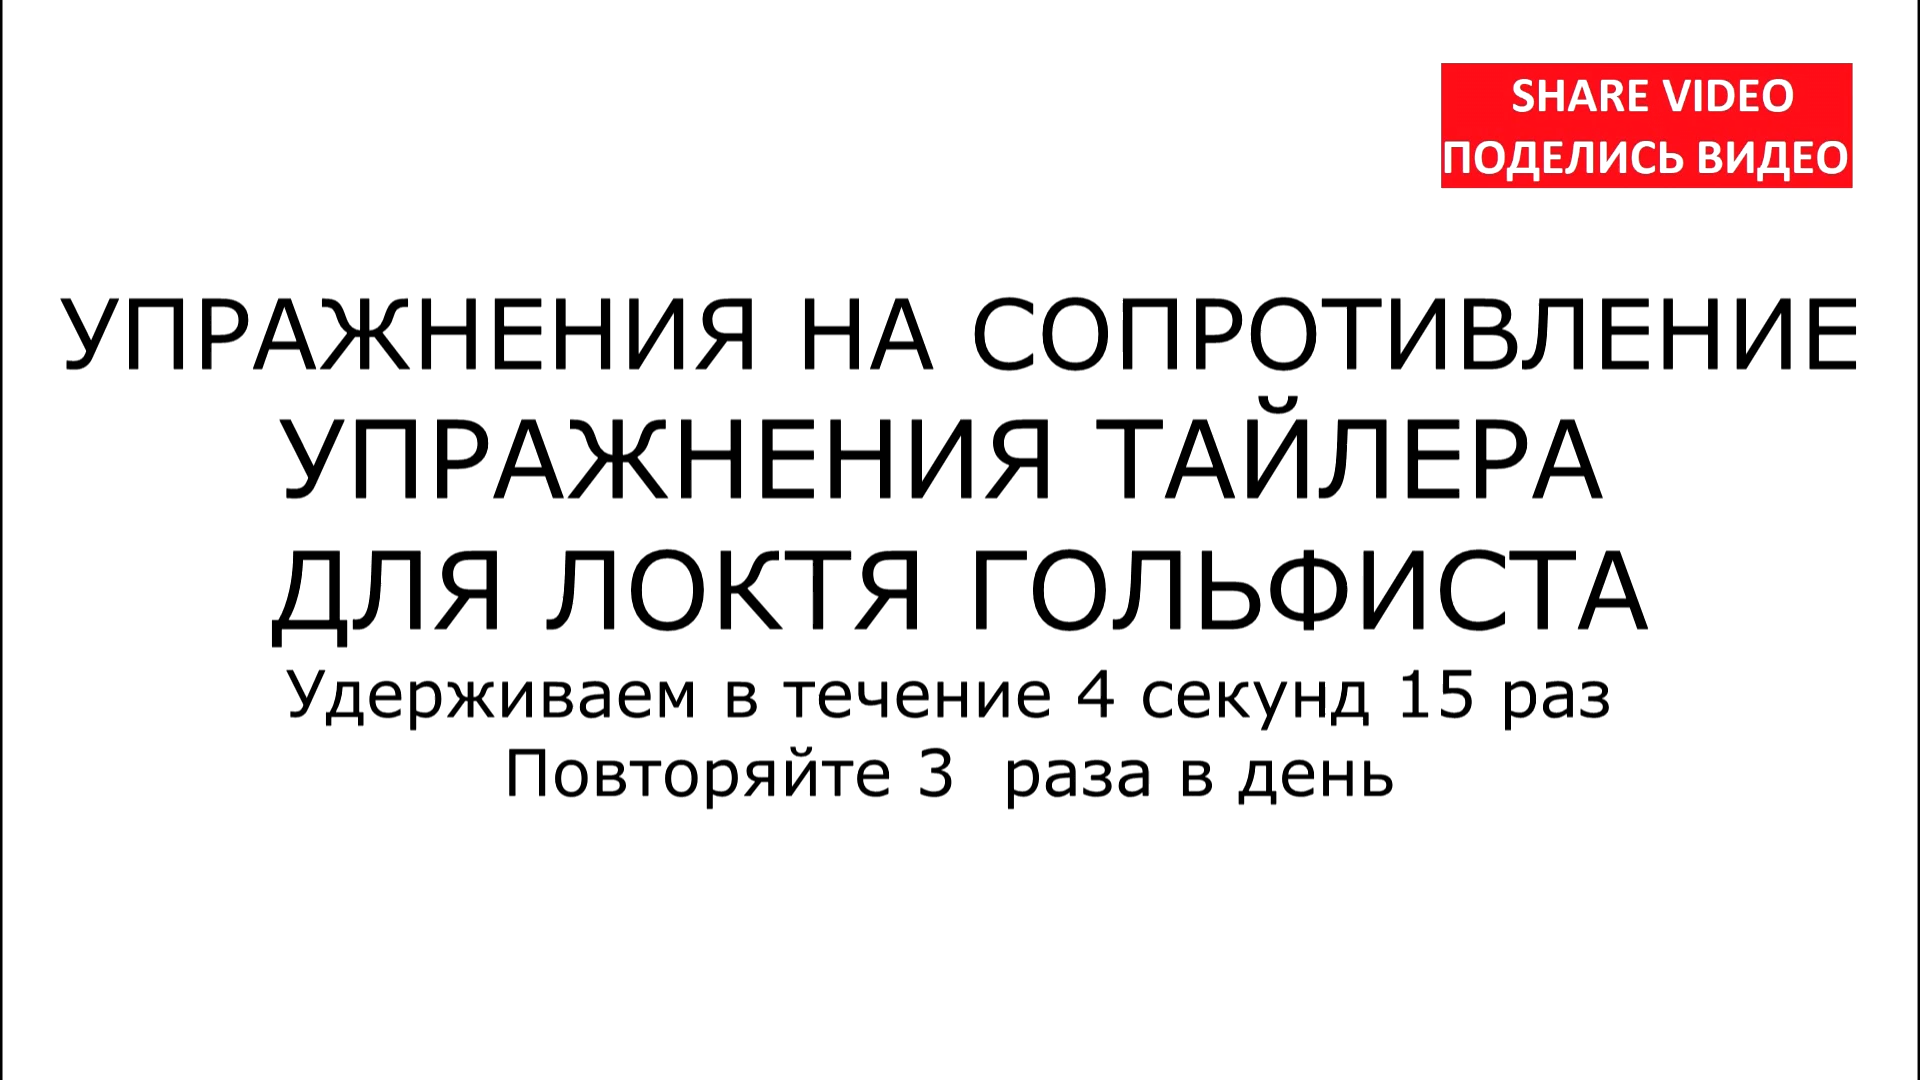 SHARE VIDEO
ПОДЕЛИСЬ ВИДЕО
УПРАЖНЕНИЯ НА СОПРОТИВЛЕНИЕ
УПРАЖНЕНИЯ ТАЙЛЕРА
ДЛЯ ЛОКТЯ ГОЛЬФИСТА
Удерживаем в течение 4 секунд 15 раз
Повторяйте 3  раза в день